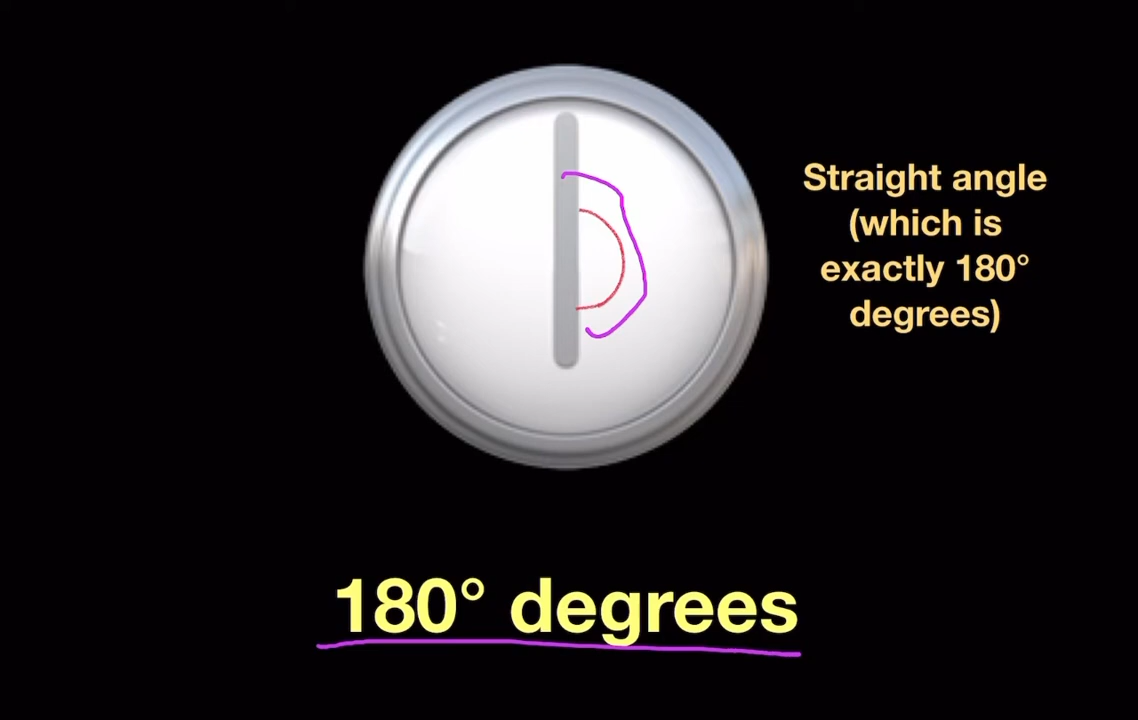 Straight angle
(which is
exactly 180°
degrees)
180° degrees